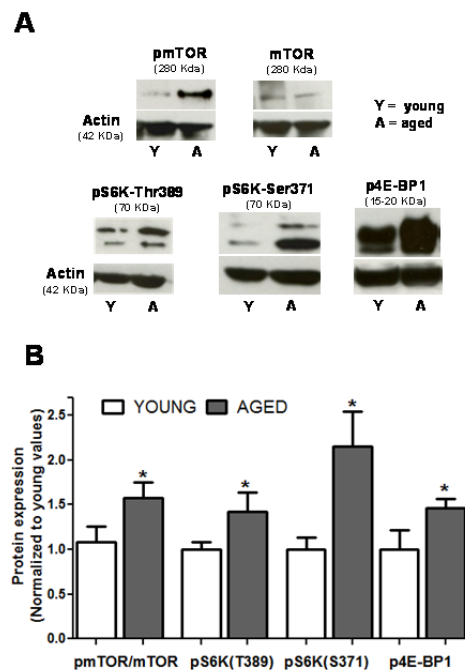 A
pmTOR mTOR
(280 Kda) (280 KDa)
Y = young
A = aged
Actin
(42 KDa)
Y A Y A
pS6K-Thr389 pS6K-Ser371 p4E-BP1
(70 KDa) (70 KDa) (15-20 KDa)
Actin
(42 KDa)
Y A Y A Y A
B
YOUNG AGED
Protein expression
(Normalized to young values)
2.5
2.0
1.5
1.0
0.5
0.0
* * * *
pmTOR/mTOR pS6K(T389) pS6K(S371) p4E-BP1